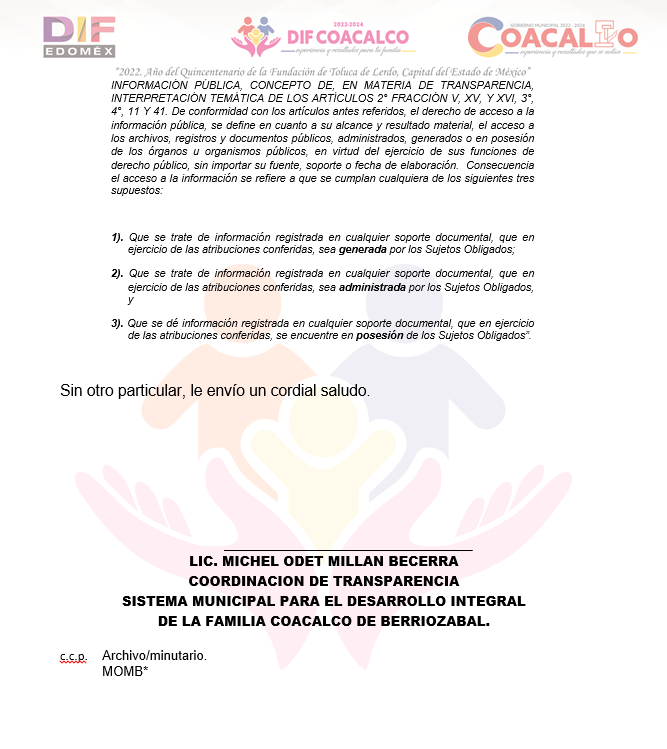 DIF
EDOMÉX
2022-2024
DIF COACALCO
experiencia y resultados para tu familia
GOBIERNO MUNICIPAL 2022 - 2024
COACALCO
experiencia y resultados que se miden
"2022. Año del Quincentenario de la Fundación de Toluca de Lerdo, Capital del Estado de México"
INFORMACIÓN PÙBLICA, CONCEPTO DE, EN MATERIA DE TRANSPARENCIA,
INTERPRETACIÒN TEMÀTICA DE LOS ARTÍCULOS 2° FRACCIÒN V, XV, Y XVI, 3°,
4°, 11 Y 41. De conformidad con los artículos antes referidos, el derecho de acceso a la
información pública, se define en cuanto a su alcance y resultado material, el acceso a
los archivos, registros y documentos públicos, administrados, generados o en posesión
de los órganos u organismos públicos, en virtud del ejercicio de sus funciones de
derecho público, sin importar su fuente, soporte o fecha de elaboración. Consecuencia
el acceso a la información se refiere a que se cumplan cualquiera de los siguientes tres
supuestos:
1). Que se trate de información registrada en cualquier soporte documental, que en
ejercicio de las atribuciones conferidas, sea generada por los Sujetos Obligados;
2). Que se trate de información registrada en cualquier soporte documental, que en
ejercicio de las atribuciones conferidas, sea administrada por los Sujetos Obligados,
y
3). Que se dé información registrada en cualquier soporte documental, que en ejercicio
de las atribuciones conferidas, se encuentre en posesión de los Sujetos Obligados".
Sin otro particular, le envío un cordial saludo.
LIC. MICHEL ODET MILLAN BECERRA
COORDINACION DE TRANSPARENCIA
SISTEMA MUNICIPAL PARA EL DESARROLLO INTEGRAL
DE LA FAMILIA COACALCO DE BERRIOZABAL.
c.c.p. Archivo/minutario.
MOMB*